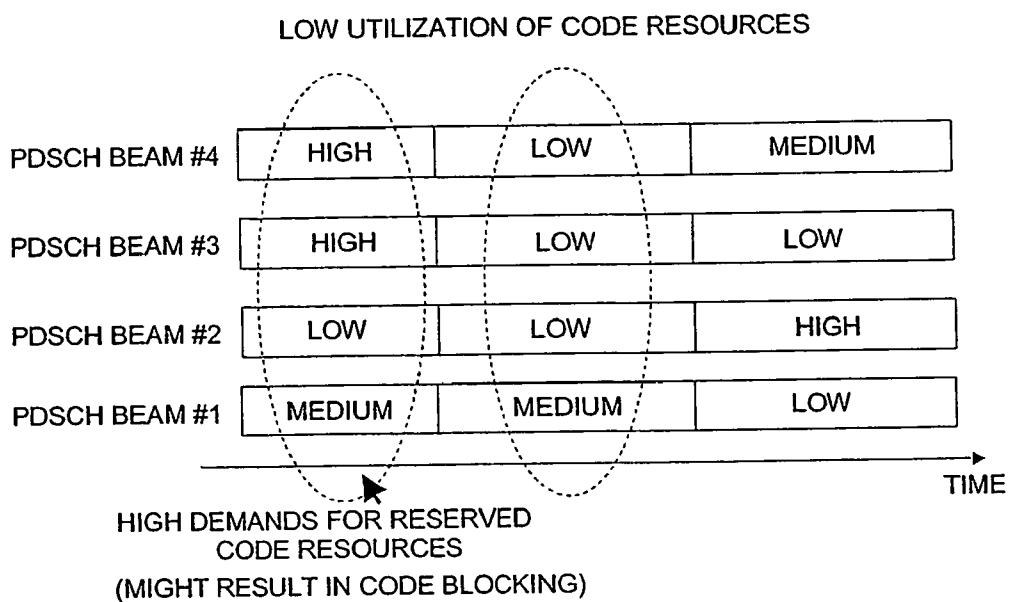 LOW UTILIZATION OF CODE RESOURCES
PDSCH BEAM #4 HIGH LOW MEDIUM
PDSCH BEAM #3 HIGH LOW LOW
PDSCH BEAM #2 LOW LOW HIGH
PDSCH BEAM #1 MEDIUM MEDIUM LOW
TIME
HIGH DEMANDS FOR RESERVED
CODE RESOURCES
(MIGHT RESULT IN CODE BLOCKING)